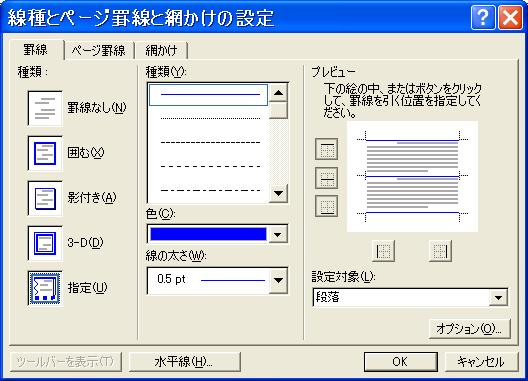 線種とページ罫線と網かけの設定
罫線
ページ罫線
網かけ
種類:
罫線なし(N)
囲む(X)
影付き(A)
3-D(D)
指定(U)
種類(Y):
色(C):
線の太さ(W):
0.5 pt
プレビュー
下の絵の中、またはボタンをクリック
して、罫線を引く位置を指定してく
ださい。
設定対象(L):
段落
オプション(O)...
ツールバーを表示(T)
水平線(H)...
OK
キャンセル